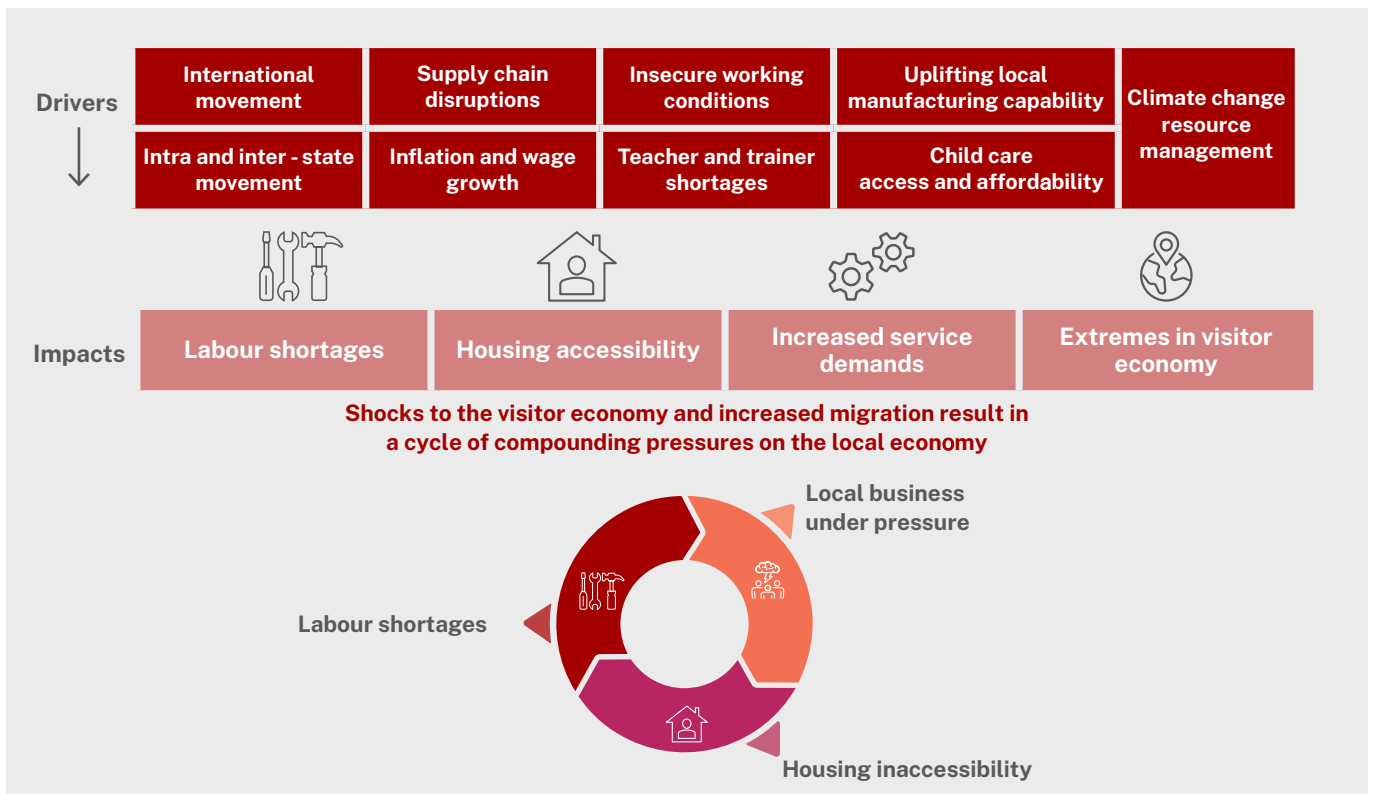 Drivers
International
movement
Supply chain
disruptions
Insecure working
conditions
Uplifting local
manufacturing capability
Climate change
resource
management
Intra and inter - state
movement
Inflation and wage
growth
Teacher and trainer
shortages
Child care
access and affordability
Impacts
Labour shortages
Housing accessibility
Increased service
demands
Extremes in visitor
economy
Shocks to the visitor economy and increased migration result in
a cycle of compounding pressures on the local economy
Local business
under pressure
Labour shortages
Housing inaccessibility